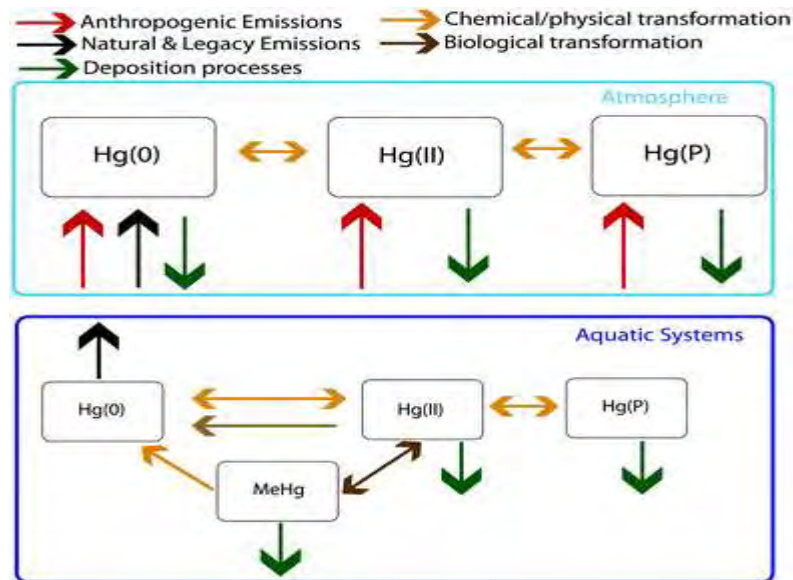 Anthropogenic Emissions
Chemical/physical transformation
Natural & Legacy Emissions
Biological transformation
Deposition processes
Atmosphere
Hg(0)
Hg(II)
Hg(P)
Aquatic Systems
Hg(0)
Hg(II)
Hg(P)
MeHg